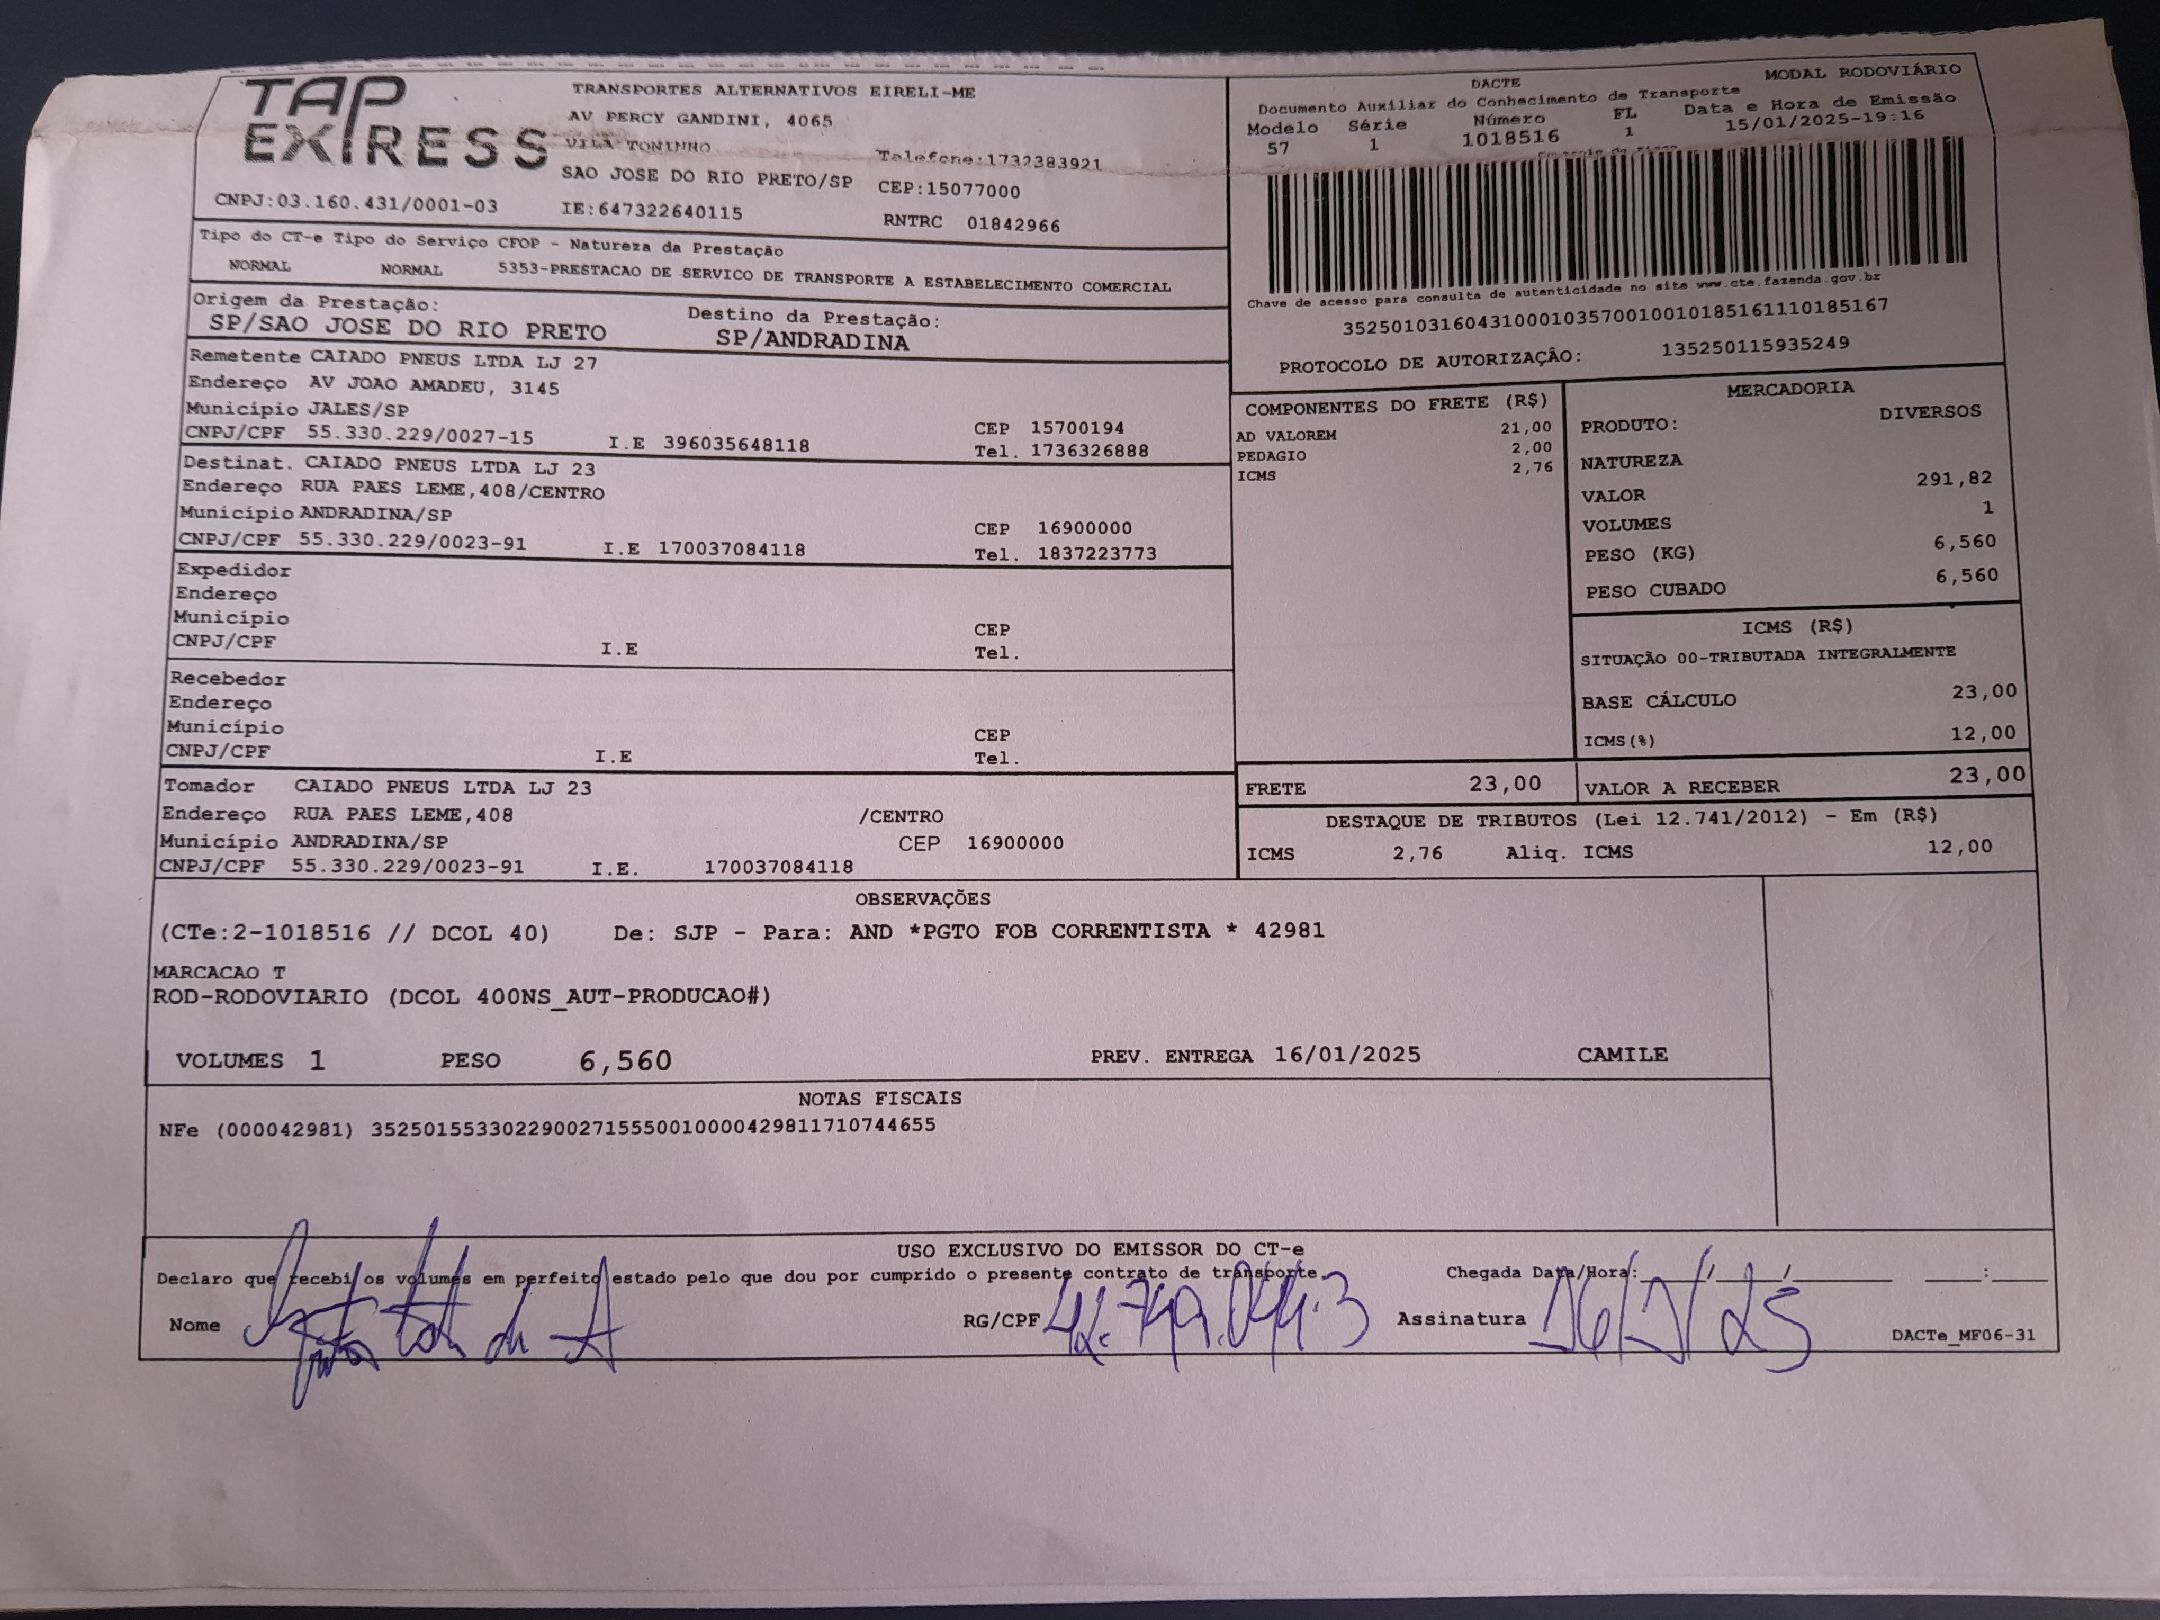 TAP EXPRESS
TRANSPORTES ALTERNATIVOS EIRELI-ME
AV PERCY GANDINI, 4065
VILA TONINHO
Telefone:1732383921
SAO JOSE DO RIO PRETO/SP CEP:15077000
CNPJ:03.160.431/0001-03 IE:647322640115 RNTRC 01842966
DACTE MODAL RODOVIÁRIO
Documento Auxiliar do Conhecimento de Transporte
Modelo Série Número FL Data e Hora de Emissão
57 1 1018516 1 15/01/2025-19:16
Chave de acesso para consulta de autenticidade no site www.cte.fazenda.gov.br
35250103160431000103570010010185161110185167
PROTOCOLO DE AUTORIZAÇÃO: 135250115935249
Tipo do CT-e Tipo do Serviço CFOP - Natureza da Prestação
NORMAL NORMAL 5353-PRESTACAO DE SERVICO DE TRANSPORTE A ESTABELECIMENTO COMERCIAL
Origem da Prestação: Destino da Prestação:
SP/SAO JOSE DO RIO PRETO SP/ANDRADINA
Remetente CAIADO PNEUS LTDA LJ 27
Endereço AV JOAO AMADEU, 3145
Município JALES/SP CEP 15700194
CNPJ/CPF 55.330.229/0027-15 I.E 396035648118 Tel. 1736326888
Destinat. CAIADO PNEUS LTDA LJ 23
Endereço RUA PAES LEME,408/CENTRO
Município ANDRADINA/SP CEP 16900000
CNPJ/CPF 55.330.229/0023-91 I.E 170037084118 Tel. 1837223773
Expedidor
Endereço
Município CEP
CNPJ/CPF I.E Tel.
Recebedor
Endereço
Município CEP
CNPJ/CPF I.E Tel.
Tomador CAIADO PNEUS LTDA LJ 23
Endereço RUA PAES LEME,408 /CENTRO
Município ANDRADINA/SP CEP 16900000
CNPJ/CPF 55.330.229/0023-91 I.E. 170037084118
COMPONENTES DO FRETE (R$)
AD VALOREM 21,00
PEDAGIO 2,00
ICMS 2,76
MERCADORIA
PRODUTO: DIVERSOS
NATUREZA
VALOR 291,82
VOLUMES 1
PESO (KG) 6,560
PESO CUBADO 6,560
ICMS (R$)
SITUAÇÃO 00-TRIBUTADA INTEGRALMENTE
BASE CÁLCULO 23,00
ICMS(%) 12,00
FRETE 23,00 VALOR A RECEBER 23,00
DESTAQUE DE TRIBUTOS (Lei 12.741/2012) - Em (R$)
ICMS 2,76 Aliq. ICMS 12,00
OBSERVAÇÕES
(CTe:2-1018516 // DCOL 40) De: SJP - Para: AND *PGTO FOB CORRENTISTA * 42981
MARCACAO T
ROD-RODOVIARIO (DCOL 400NS_AUT-PRODUCAO#)
VOLUMES 1 PESO 6,560 PREV. ENTREGA 16/01/2025 CAMILE
NOTAS FISCAIS
NFe (000042981) 35250155330229002715550010000429811710744655
USO EXCLUSIVO DO EMISSOR DO CT-e
Declaro que recebi os volumes em perfeito estado pelo que dou por cumprido o presente contrato de transporte. Chegada Data/Hora:___/___/___ ___:___
Nome RG/CPF 42.749.044.3 Assinatura 16/1/25
DACTe_MF06-31